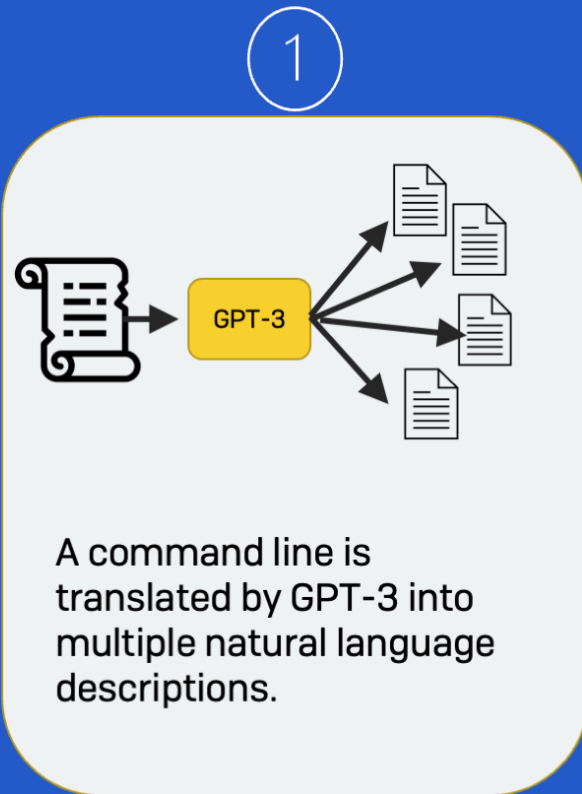 1
GPT-3
A command line is
translated by GPT-3 into
multiple natural language
descriptions.